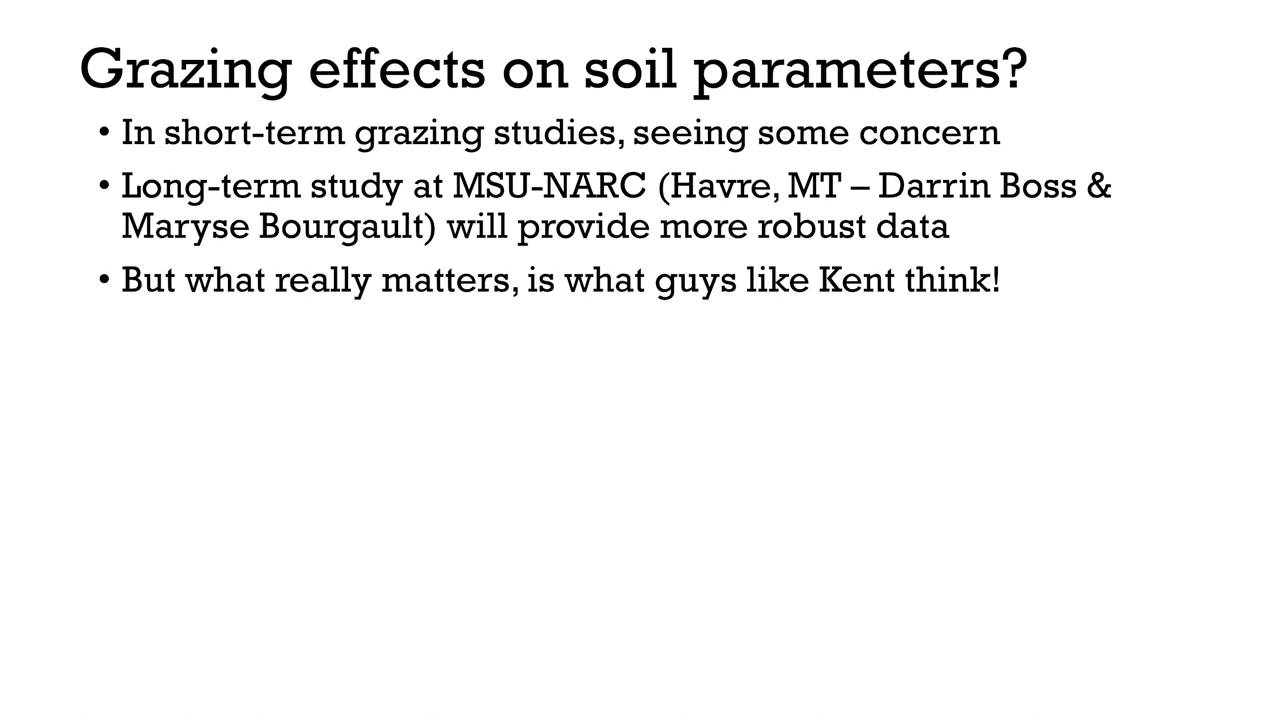 Grazing effects on soil parameters?
• In short-term grazing studies, seeing some concern
• Long-term study at MSU-NARC (Havre, MT – Darrin Boss &
Maryse Bourgault) will provide more robust data
• But what really matters, is what guys like Kent think!